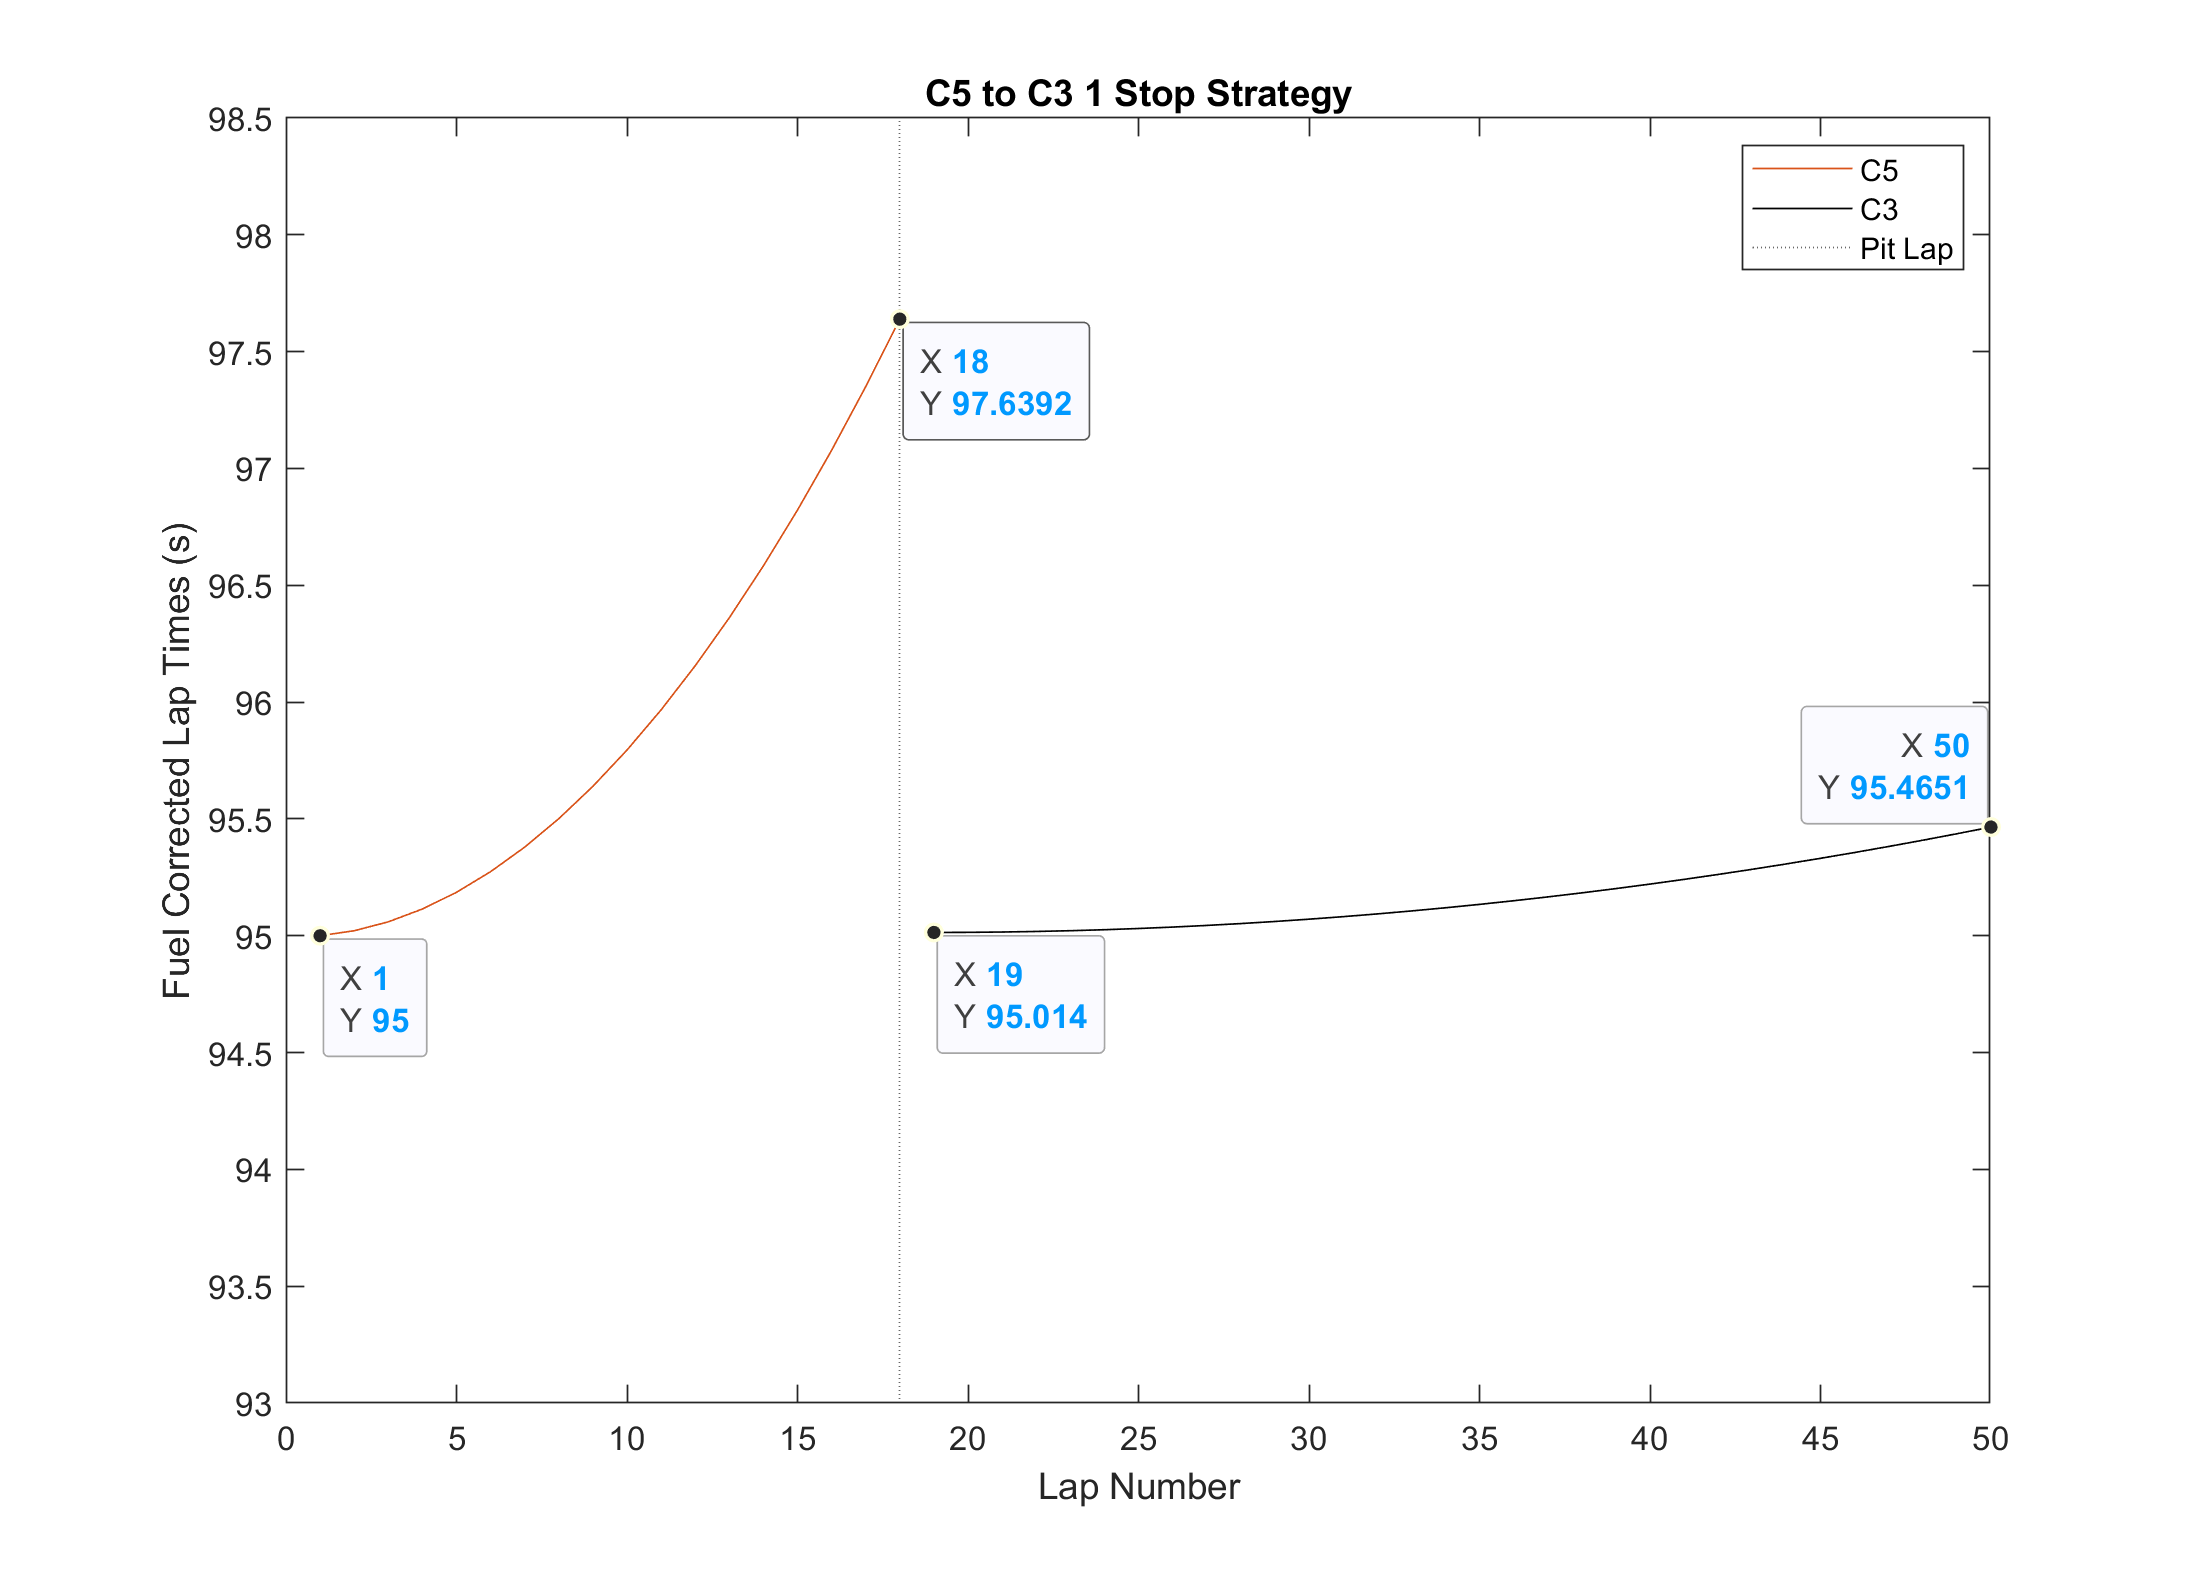 C5 to C3 1 Stop Strategy
98.5
98
97.5
97
96.5
96
95.5
95
94.5
94
93.5
93
Fuel Corrected Lap Times (s)
C5
C3
Pit Lap
X 18
Y 97.6392
X 50
Y 95.4651
X 1
Y 95
X 19
Y 95.014
0 5 10 15 20 25 30 35 40 45 50
Lap Number